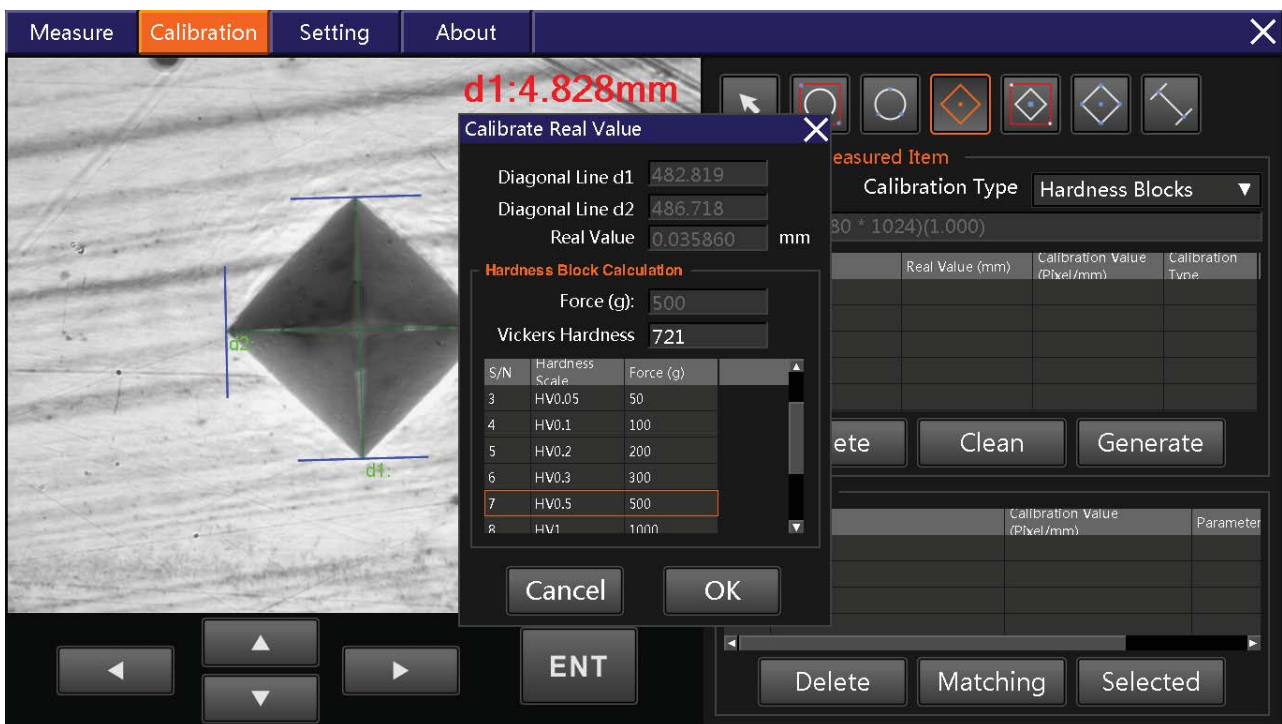 Measure Calibration Setting About
d1:4.828mm
d2
d1:
Calibrate Real Value
Diagonal Line d1 482.819
Diagonal Line d2 486.718
Real Value 0.035860 mm
Hardness Block Calculation
Force (g): 500
Vickers Hardness 721
S/N Hardness Scale Force (g)
3 HV0.05 50
4 HV0.1 100
5 HV0.2 200
6 HV0.3 300
7 HV0.5 500
8 HV1 1000
Cancel OK
easured Item
Calibration Type Hardness Blocks
80 * 1024)(1.000)
Real Value (mm) Calibration Value (Pixel/mm) Calibration Type
ete Clean Generate
Calibration Value (Pixel/mm) Parameter
Delete Matching Selected
ENT